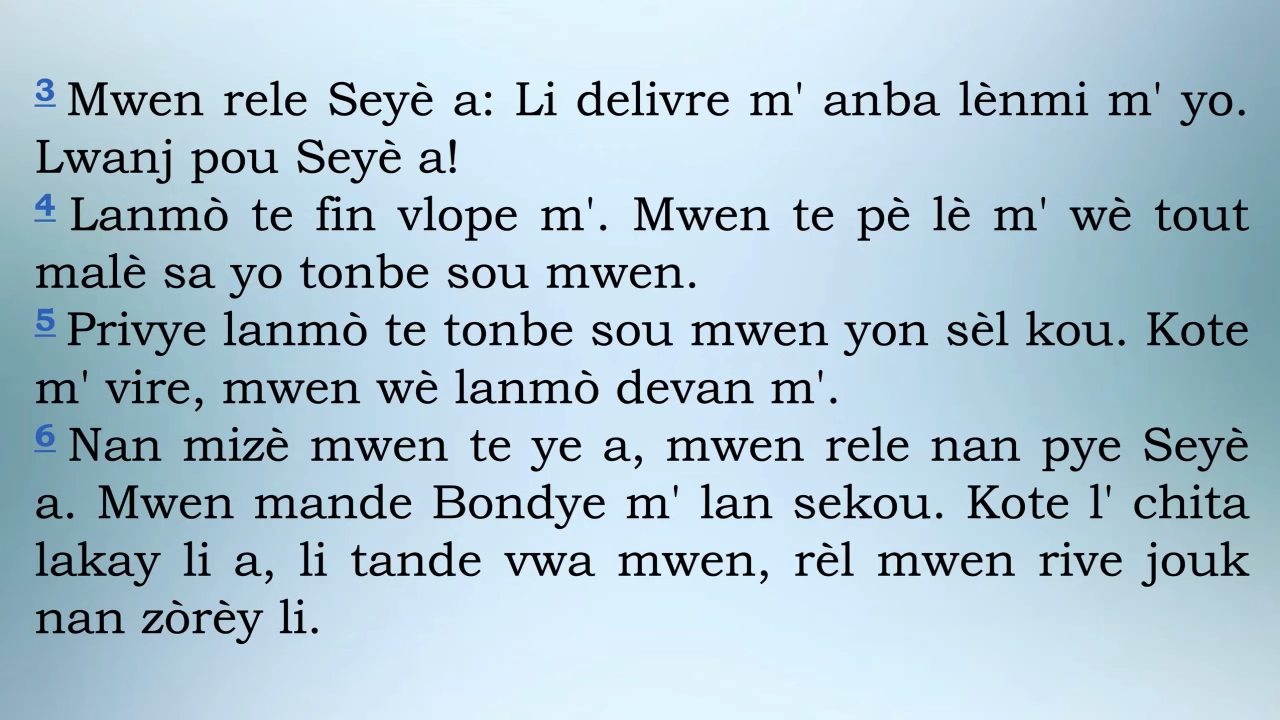 3 Mwen rele Seyè a: Li delivre m' anba lènmi m' yo.
Lwanj pou Seyè a!
4 Lanmò te fin vlope m'. Mwen te pè lè m' wè tout
malè sa yo tonbe sou mwen.
5 Privye lanmò te tonbe sou mwen yon sèl kou. Kote
m' vire, mwen wè lanmò devan m'.
6 Nan mizè mwen te ye a, mwen rele nan pye Seyè
a. Mwen mande Bondye m' lan sekou. Kote l' chita
lakay li a, li tande vwa mwen, rèl mwen rive jouk
nan zòrèy li.